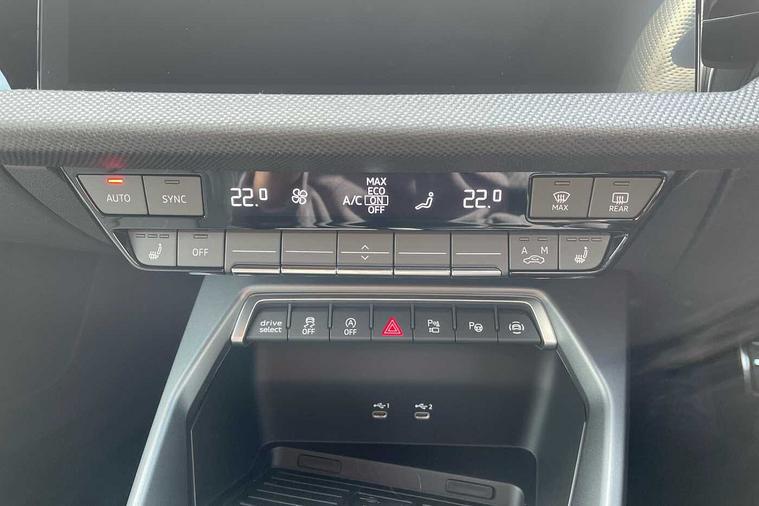 AUTO SYNC
22.0
A/C
MAX
ECO
ON
OFF
22.0
MAX
REAR
OFF
A M
drive
select
OFF
A
OFF
P
P
1
2